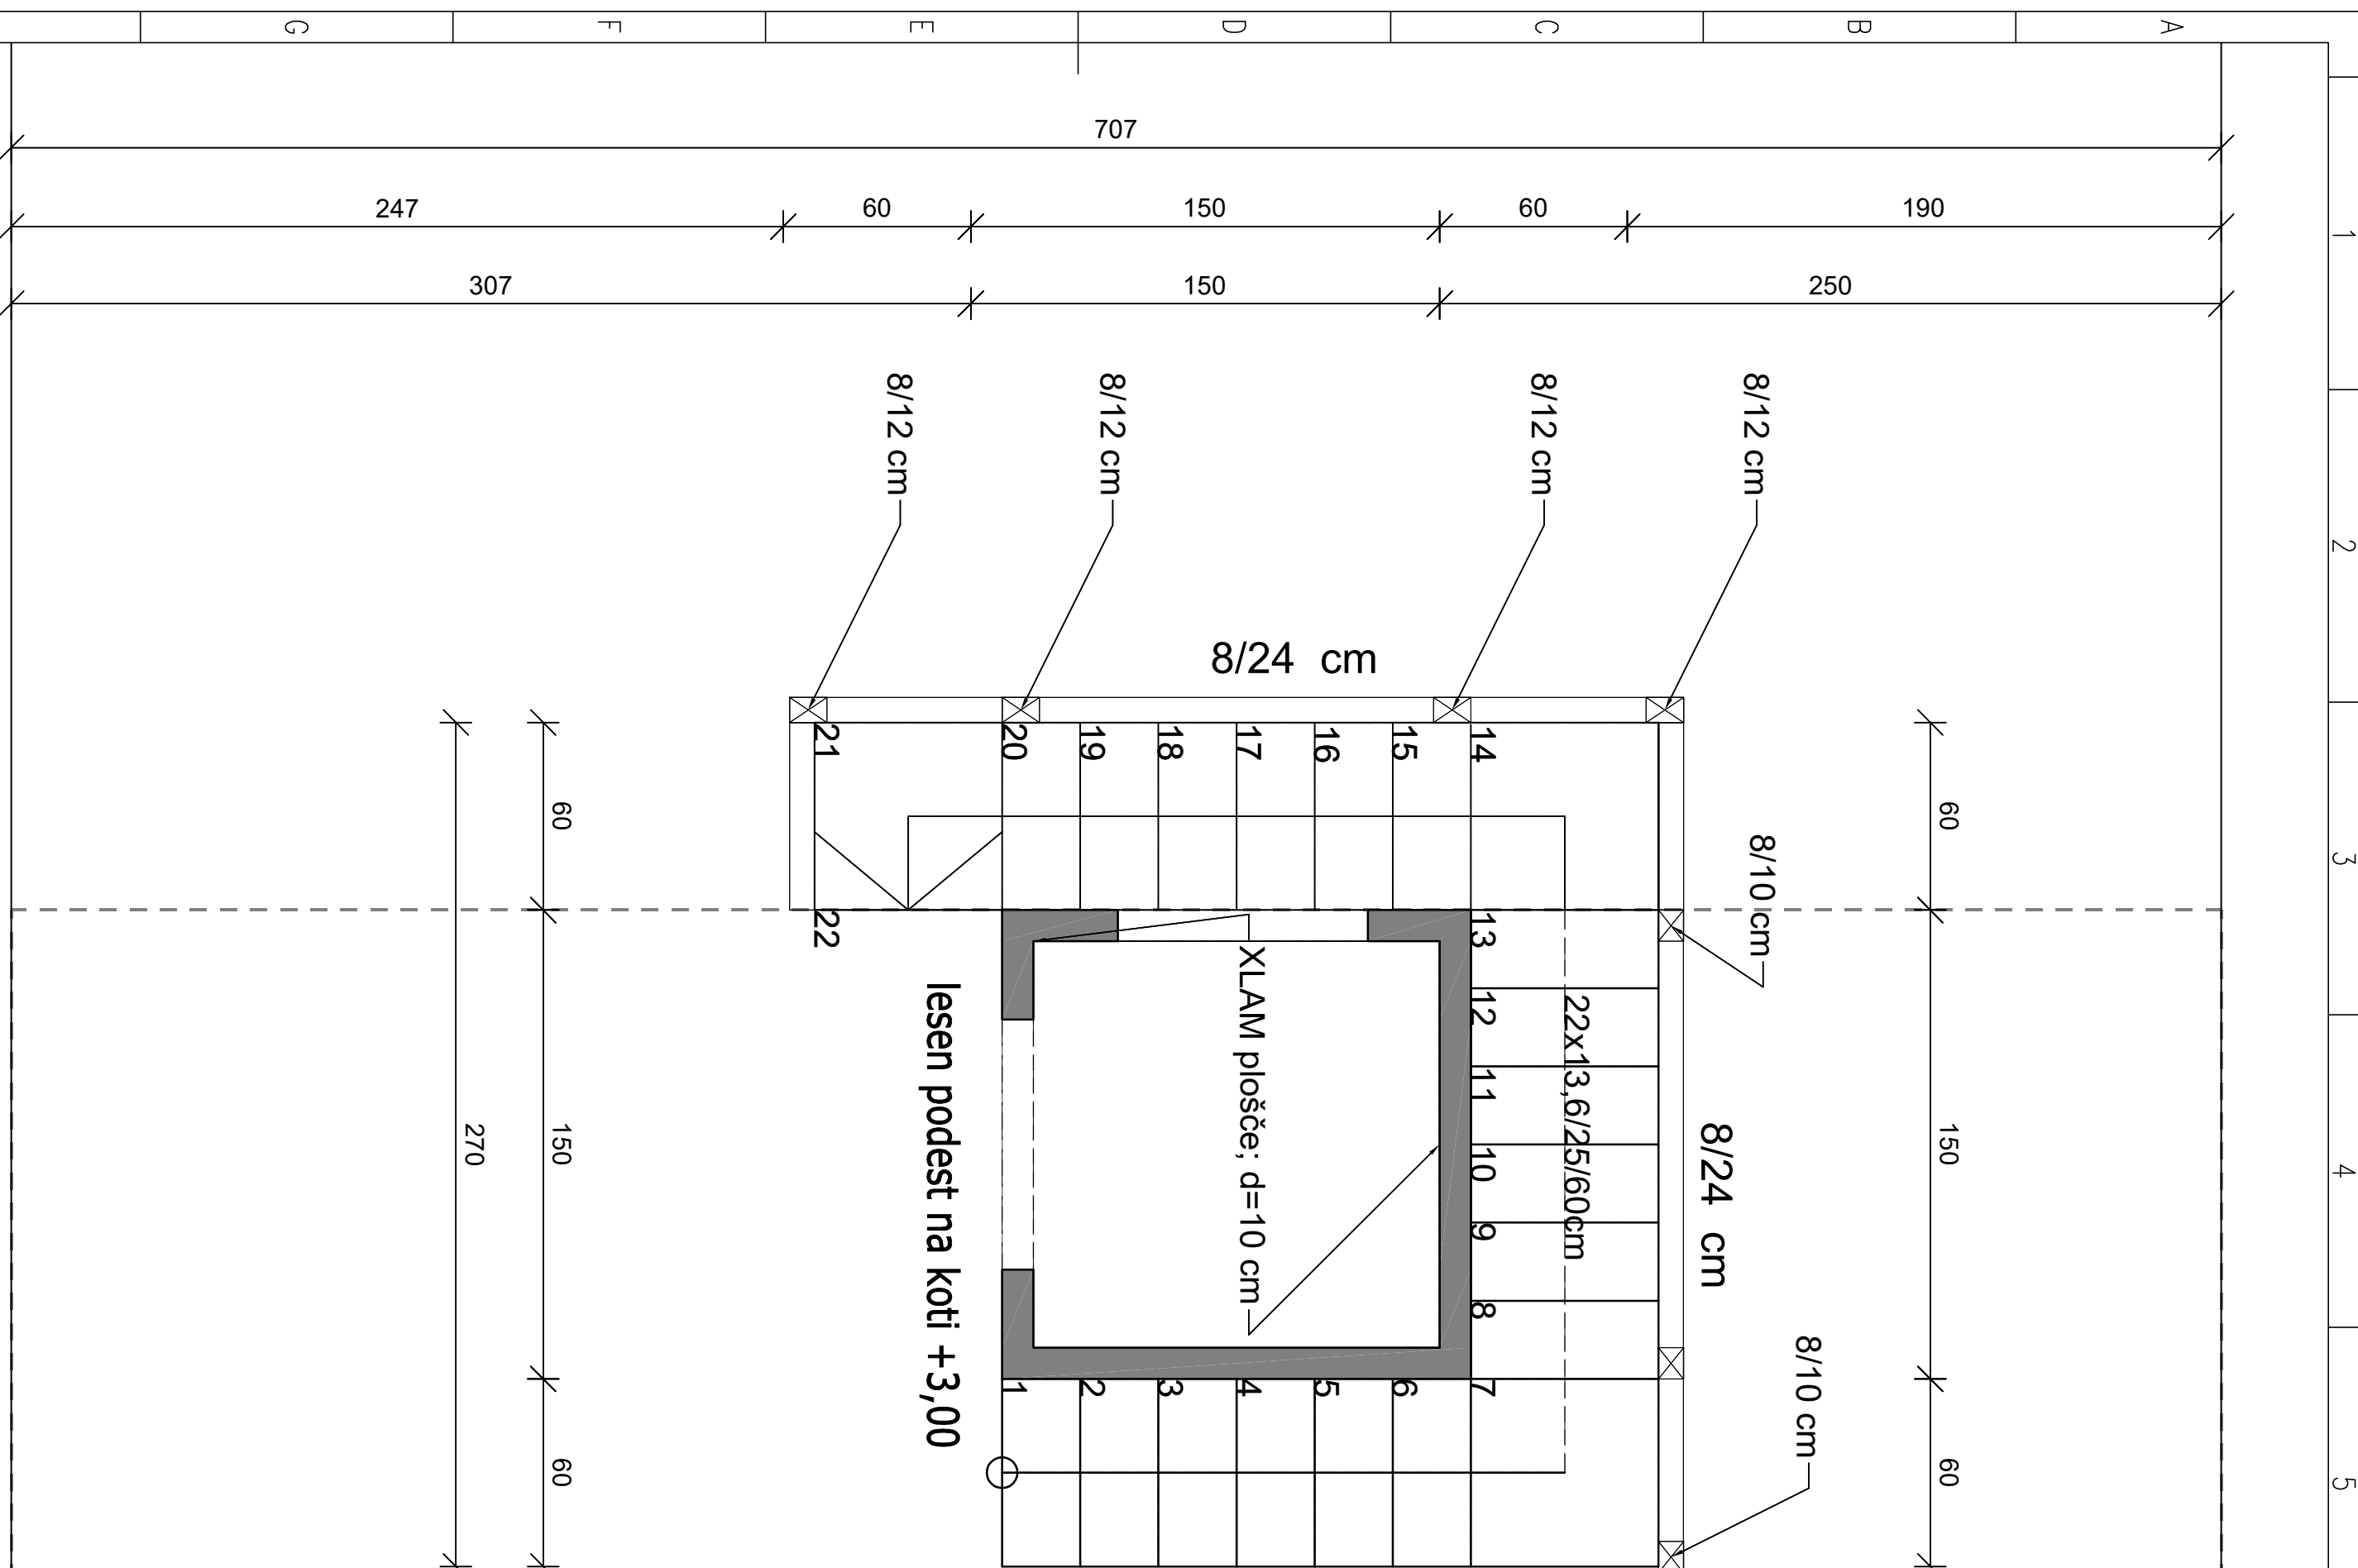 G F E D C B A
707
247 60 150 60 190
307 150 250
1
2
3
4
5
8/12 cm
8/12 cm
8/12 cm
8/12 cm
8/24 cm
21 20 19 18 17 16 15 14
60
60
8/10 cm
22
13
12
11
10
9
8
22x13,6/25/60cm
XLAM plošče; d=10 cm
lesen podest na koti +3,00
8/24 cm
270
150
150
8/10 cm
1 2 3 4 5 6 7
60
60